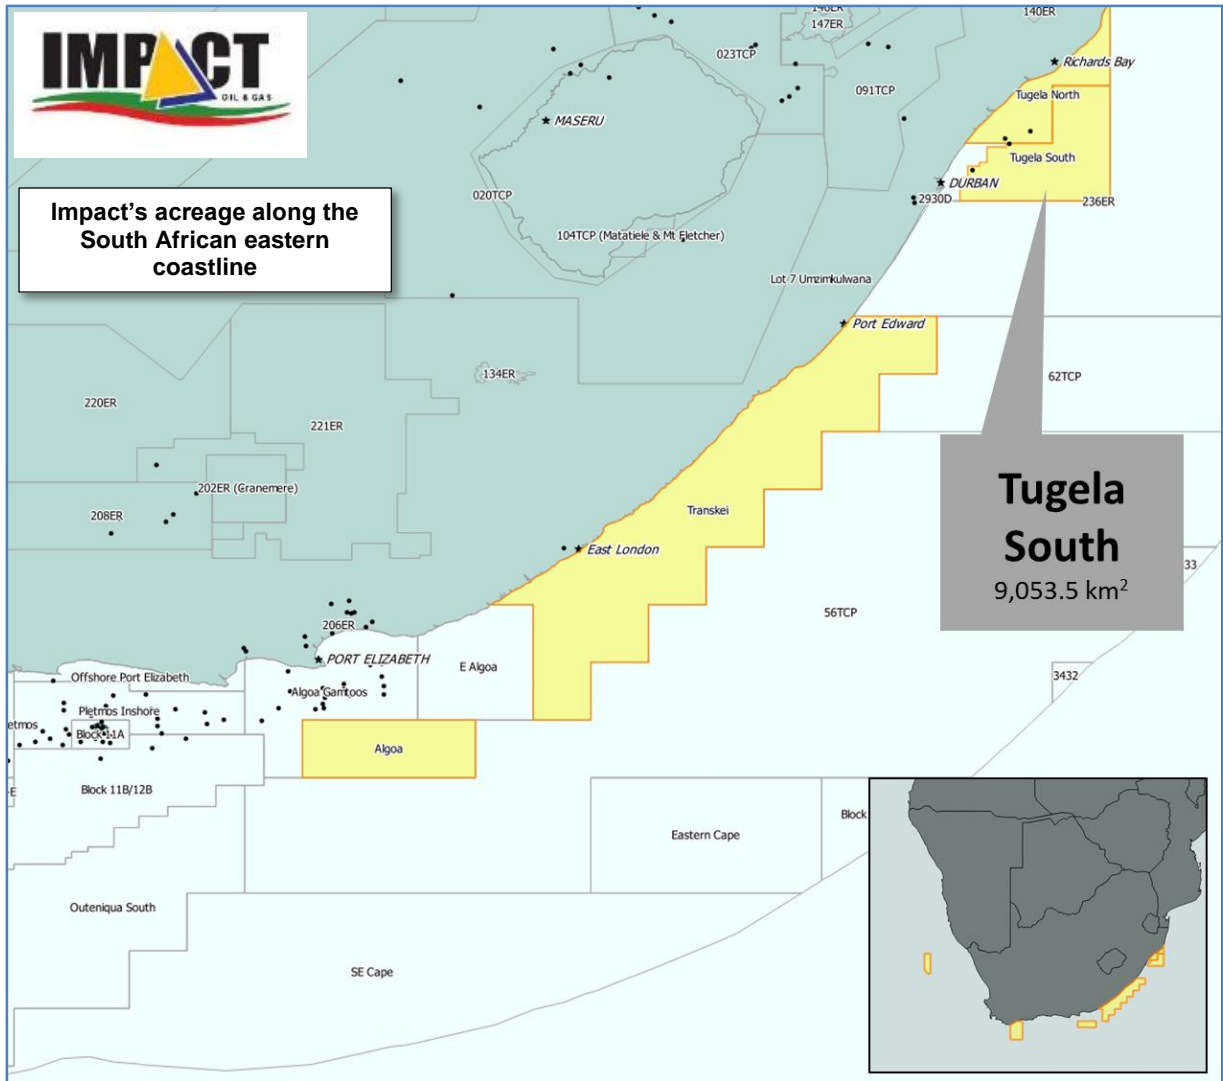 IMPACT
OIL & GAS
Impact's acreage along the
South African eastern
coastline
147ER
140ER
023TCP
Richards Bay
091TCP
Tugela North
MASERU
Tugela South
DURBAN
020TCP
2930D
236ER
104TCP (Matatiele & Mt Fletcher)
Lot 7 Umzimkulwana
Port Edward
134ER
62TCP
220ER
221ER
Tugela
South
9,053.5 km²
202ER (Cranemere)
208ER
Transkei
East London
33
56TCP
206ER
PORT ELIZABETH
E Algoa
3432
Offshore Port Elizabeth
Algoa Gamtoos
Pletmos Inshore
etmos
Block 11A
Algoa
Block 11B/12B
-E
Block
Eastern Cape
Outeniqua South
SE Cape